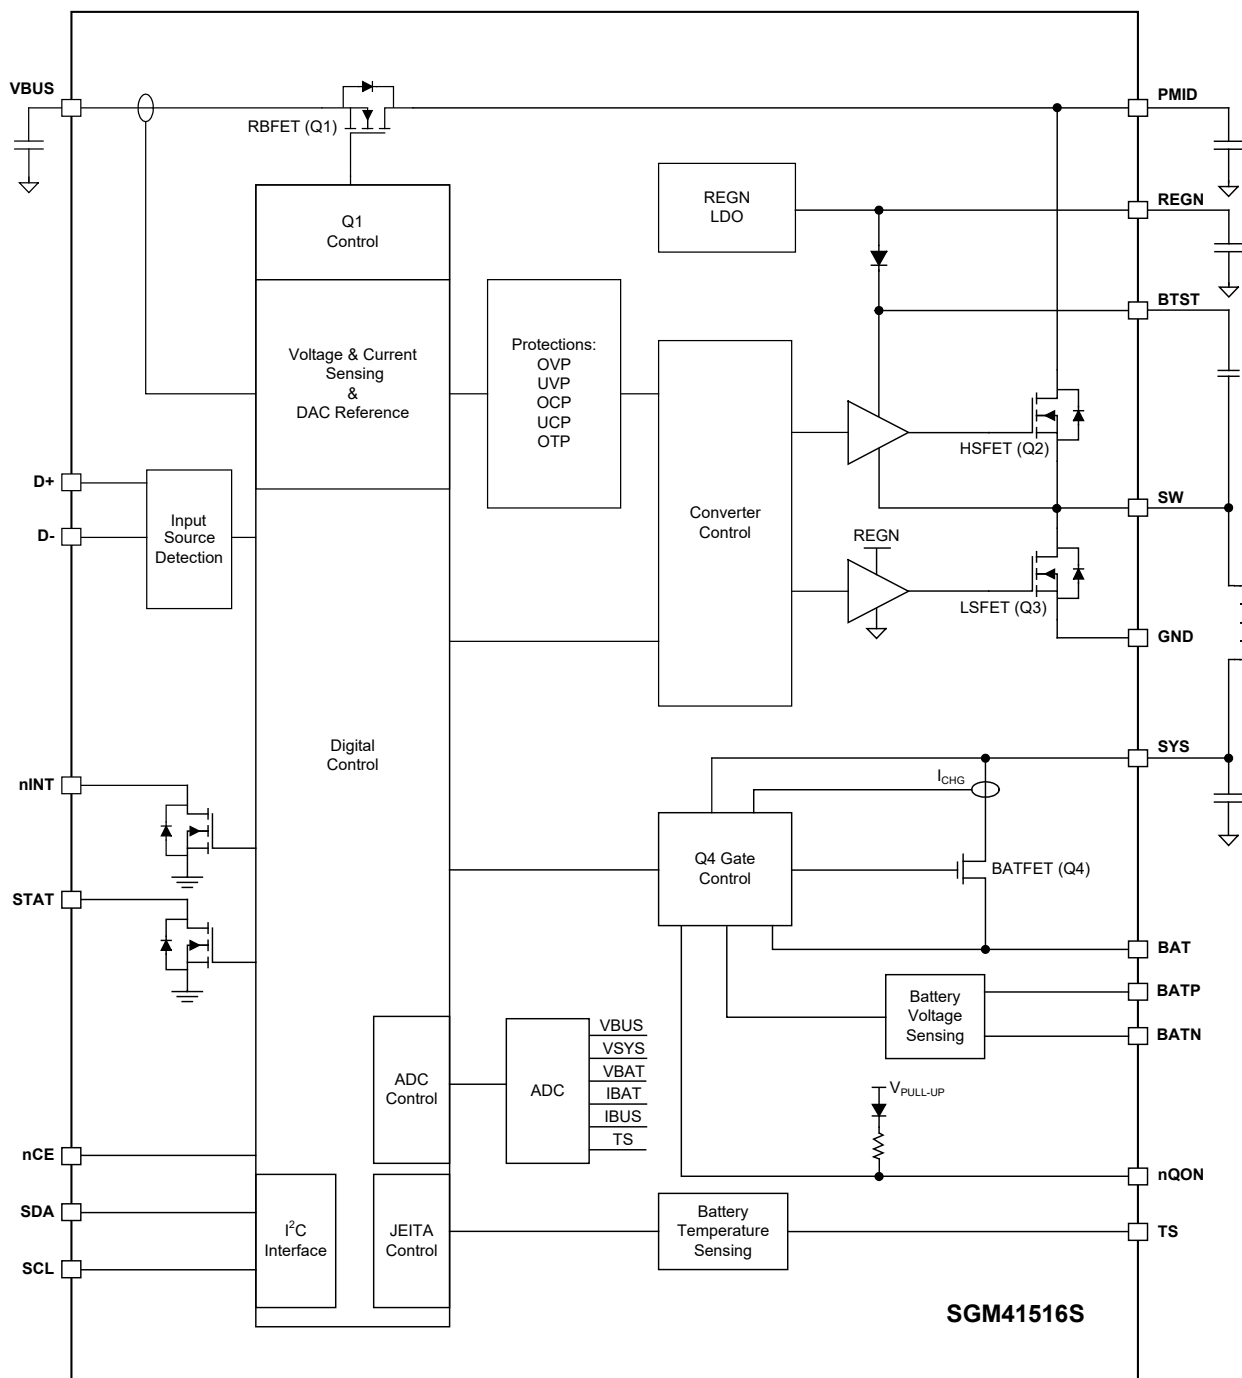 VBUS
RBFET (Q1)
PMID
REGN
LDO
REGN
Q1
Control
BTST
Voltage & Current
Sensing
&
DAC Reference
Protections:
OVP
UVP
OCP
UCP
OTP
HSFET (Q2)
D+
D-
Input
Source
Detection
Converter
Control
SW
REGN
LSFET (Q3)
GND
Digital
Control
SYS
ICHG
nINT
Q4 Gate
Control
BATFET (Q4)
STAT
BAT
Battery
Voltage
Sensing
BATP
BATN
ADC
Control
ADC
VBUS
VSYS
VBAT
IBAT
IBUS
TS
VPULL-UP
nCE
nQON
SDA
I2C
Interface
JEITA
Control
Battery
Temperature
Sensing
TS
SCL
SGM41516S